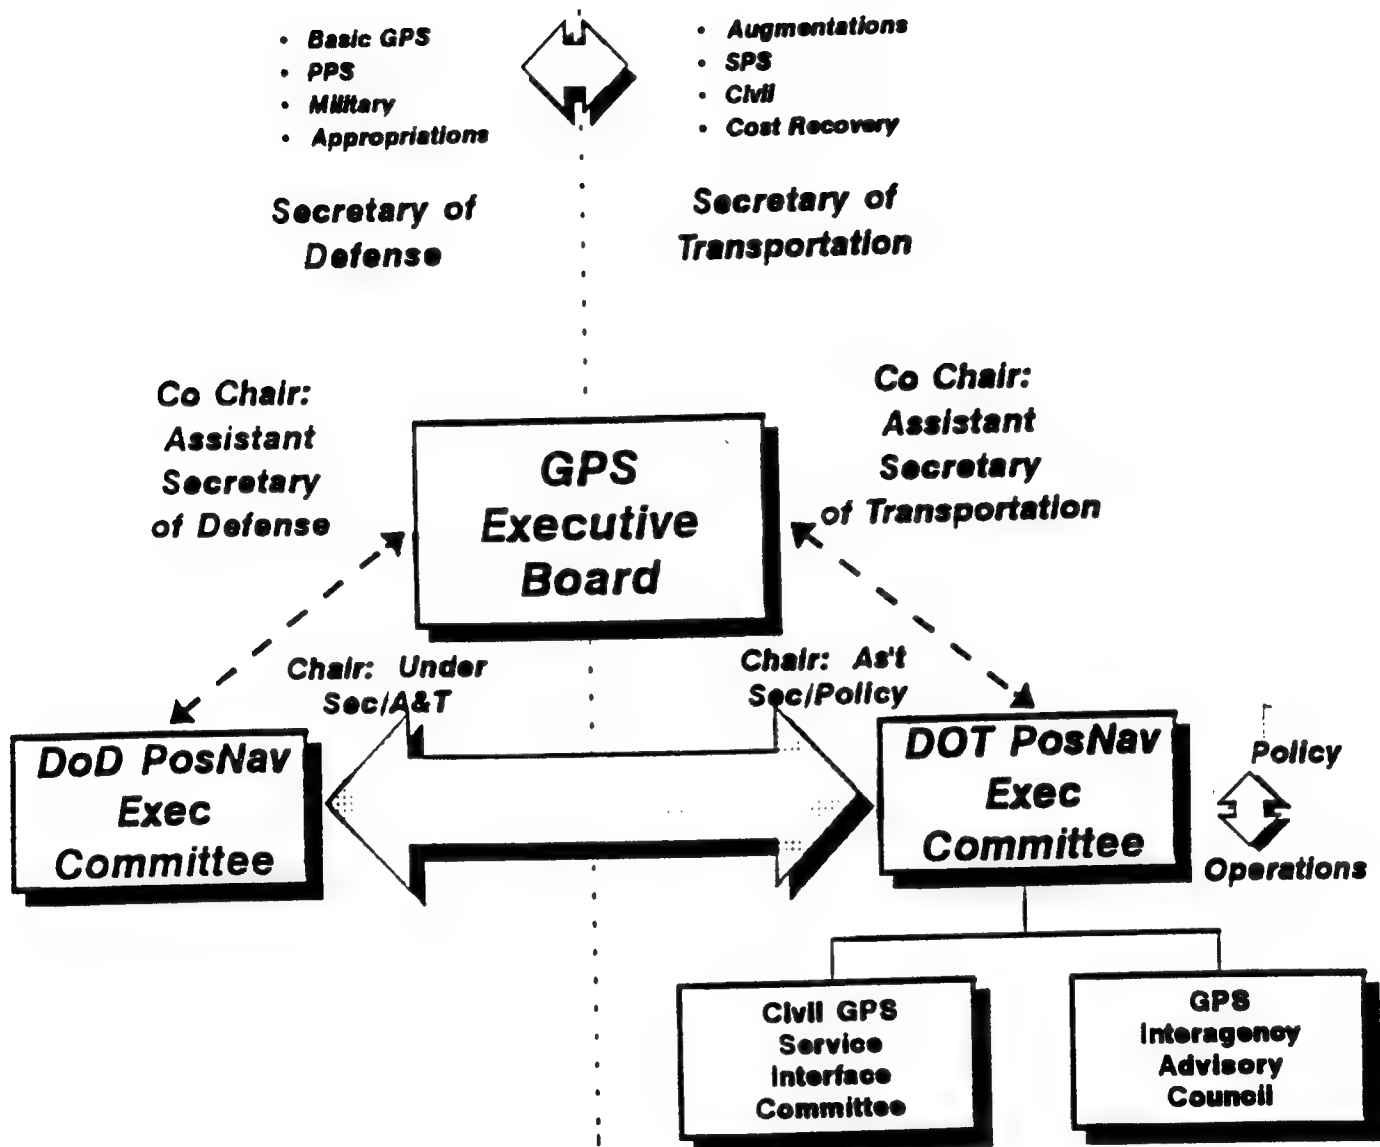 • Basic GPS
• PPS
• Military
• Appropriations
• Augmentations
• SPS
• Civil
• Cost Recovery
Secretary of
Defense
Secretary of
Transportation
Co Chair:
Assistant
Secretary
of Defense
Co Chair:
Assistant
Secretary
of Transportation
GPS
Executive
Board
Chair: Under
Sec/A&T
Chair: As't
Sec/Policy
DoD PosNav
Exec
Committee
DOT PosNav
Exec
Committee
Policy
Operations
Civil GPS
Service
Interface
Committee
GPS
Interagency
Advisory
Council